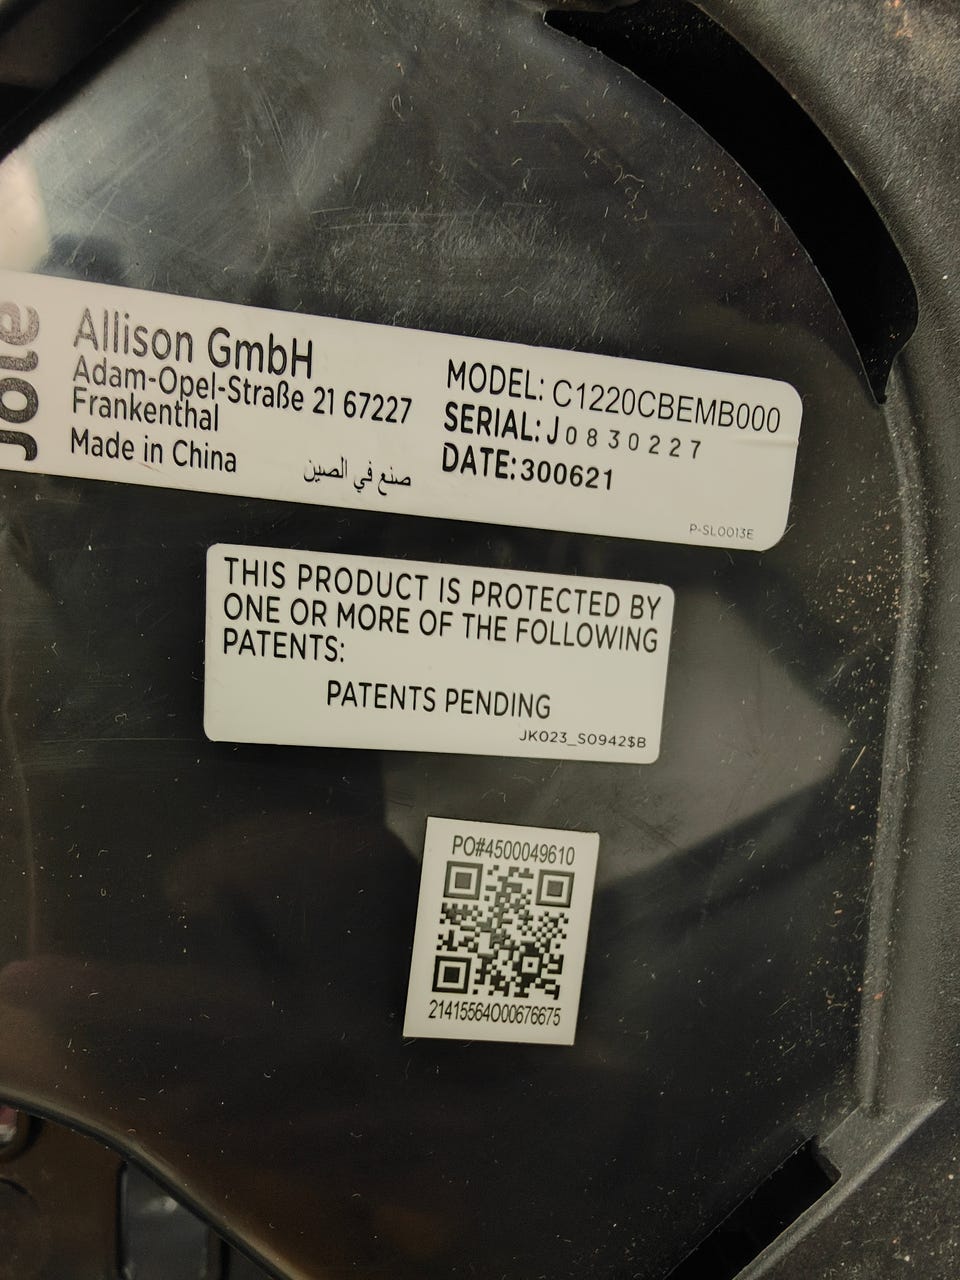 Joie
Allison GmbH
Adam-Opel-Straße 21 67227
Frankenthal
Made in China
صنع في الصين
MODEL: C1220CBEMB000
SERIAL: J0830227
DATE: 300621
P-SL0013E
THIS PRODUCT IS PROTECTED BY
ONE OR MORE OF THE FOLLOWING
PATENTS:
PATENTS PENDING
JK023_S0942$B
PO#4500049610
21415564O00676675